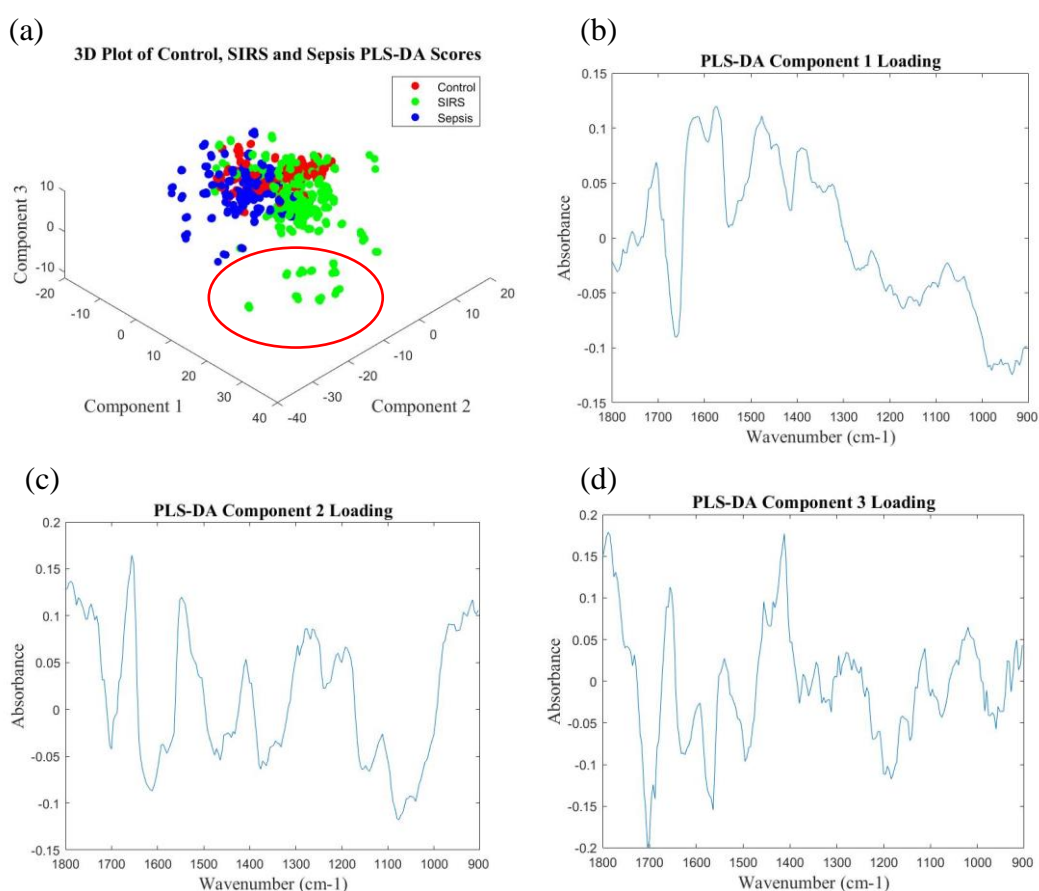 (a)
3D Plot of Control, SIRS and Sepsis PLS-DA Scores
Control
SIRS
Sepsis
Component 3
10
0
-10
-20
-10
0
10
20
30
40
Component 1
-40
-30
-20
-10
0
10
20
Component 2
(b)
PLS-DA Component 1 Loading
Absorbance
0.15
0.1
0.05
0
-0.05
-0.1
-0.15
1800 1700 1600 1500 1400 1300 1200 1100 1000 900
Wavenumber (cm-1)
(c)
PLS-DA Component 2 Loading
Absorbance
0.2
0.15
0.1
0.05
0
-0.05
-0.1
-0.15
1800 1700 1600 1500 1400 1300 1200 1100 1000 900
Wavenumber (cm-1)
(d)
PLS-DA Component 3 Loading
Absorbance
0.2
0.15
0.1
0.05
0
-0.05
-0.1
-0.15
-0.2
1800 1700 1600 1500 1400 1300 1200 1100 1000 900
Wavenumber (cm-1)